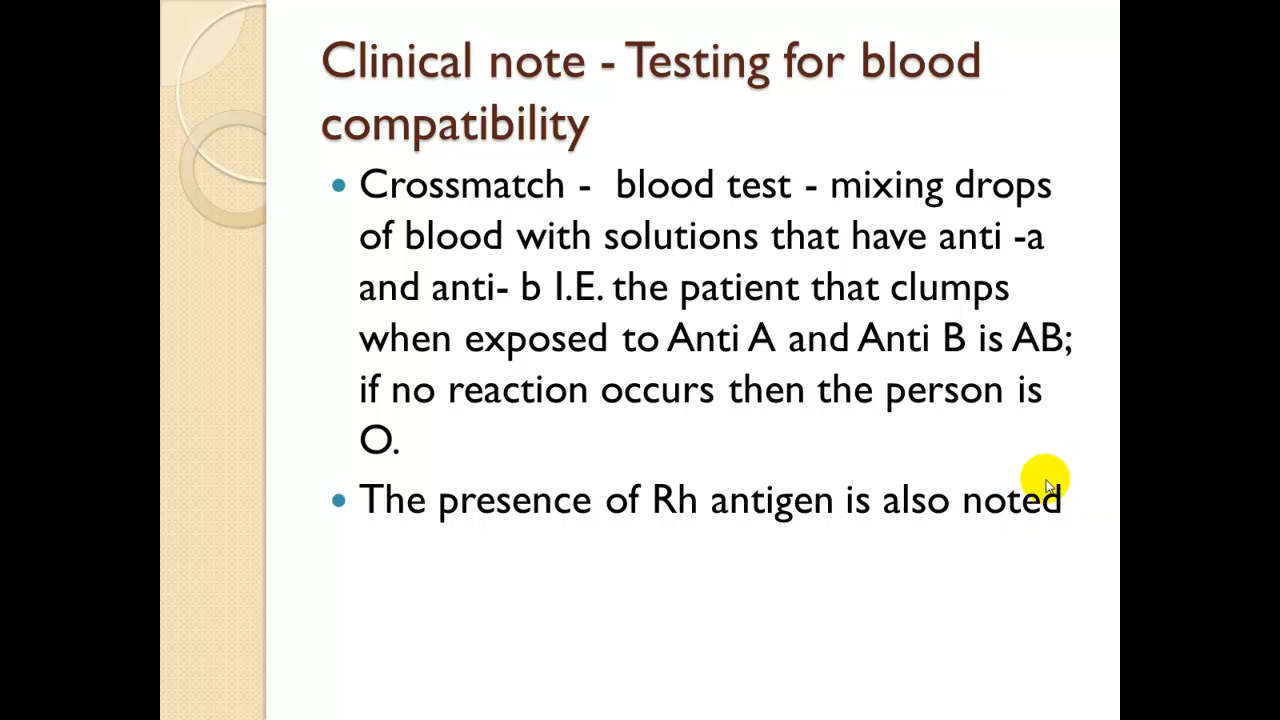 Clinical note - Testing for blood
compatibility
• Crossmatch -  blood test - mixing drops
of blood with solutions that have anti -a
and anti- b I.E. the patient that clumps
when exposed to Anti A and Anti B is AB;
if no reaction occurs then the person is
O.
• The presence of Rh antigen is also noted